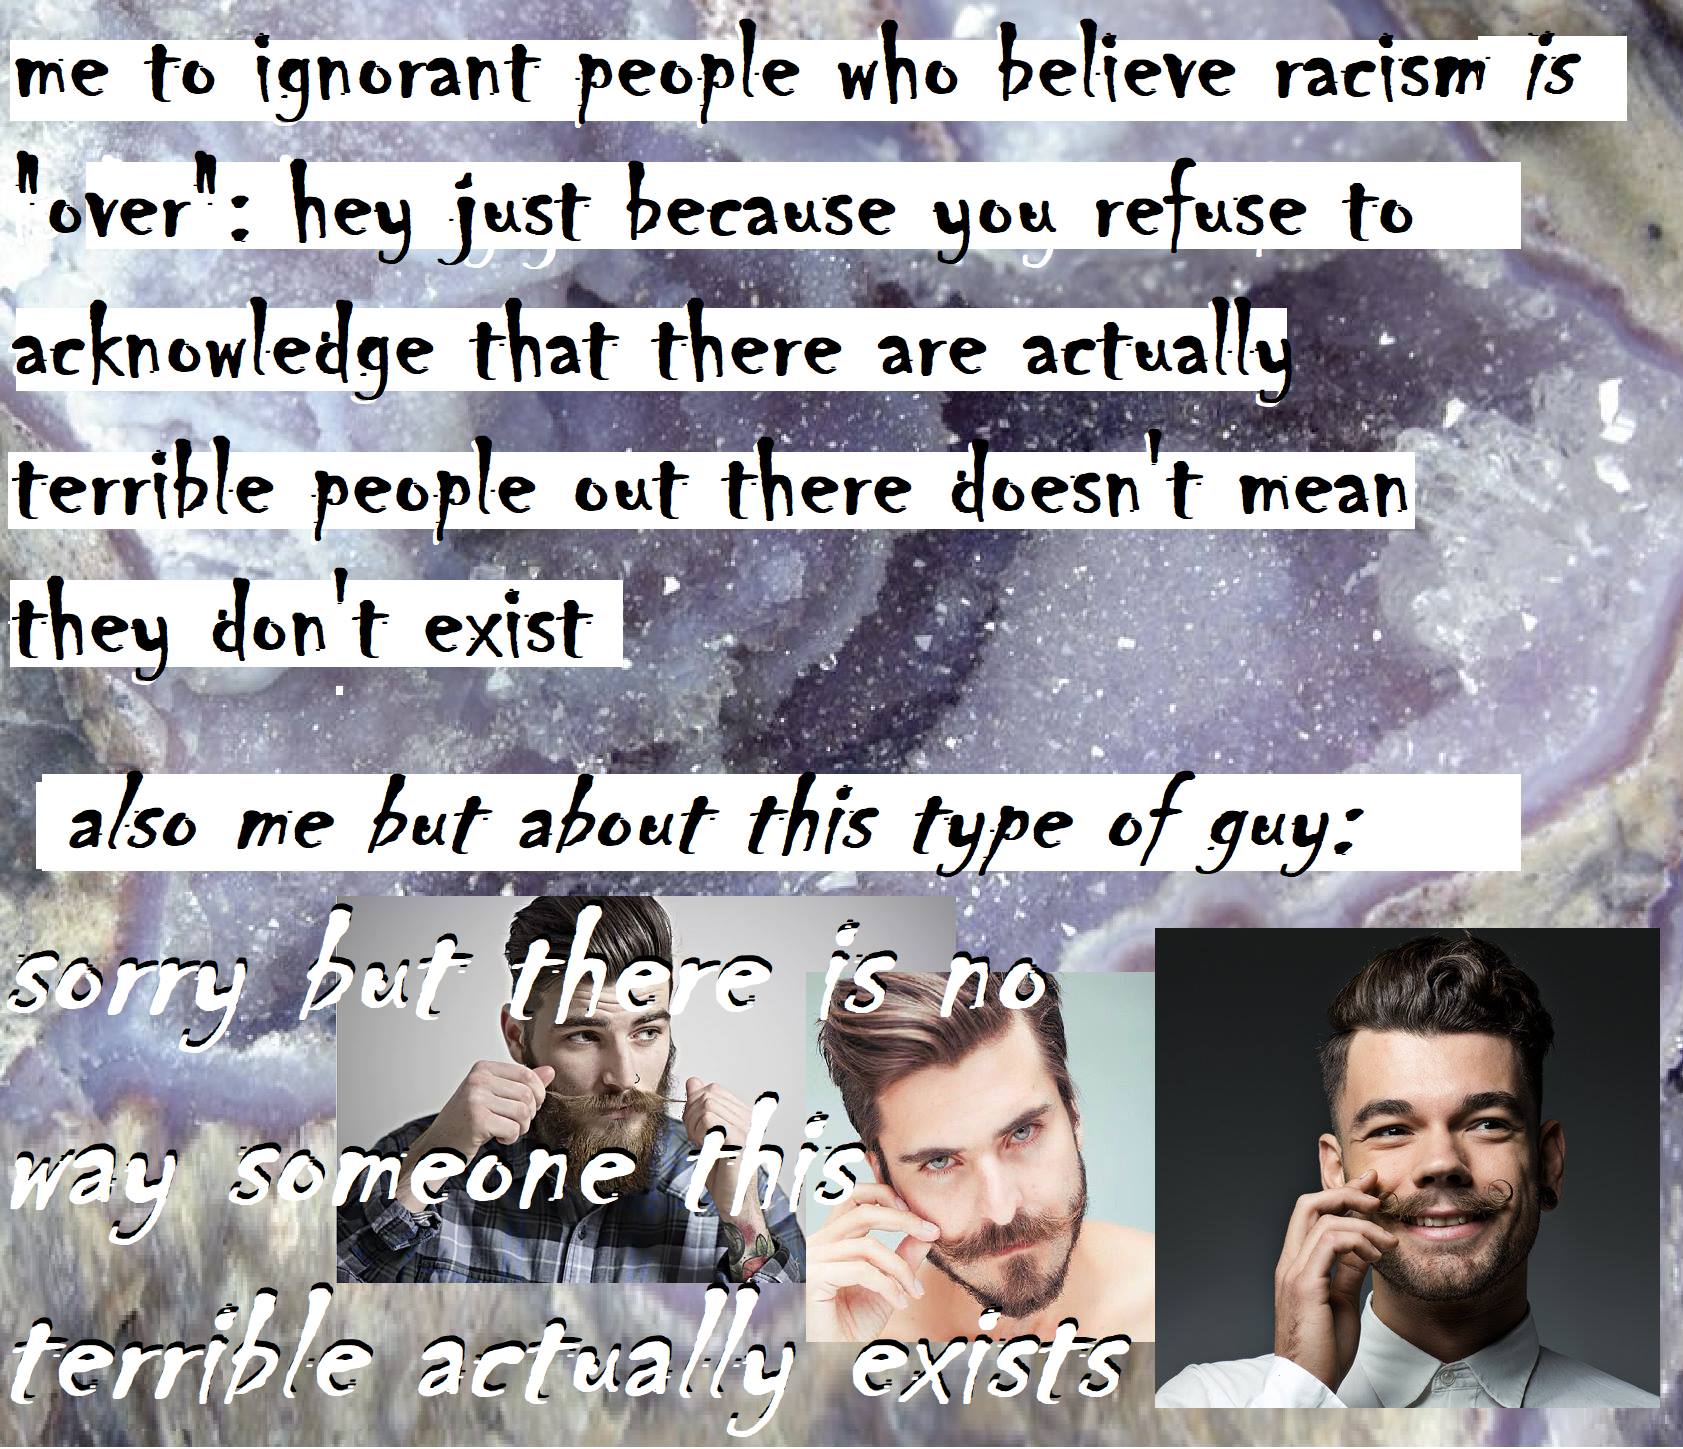 me to ignorant people who believe racism is
"over": hey just because you refuse to
acknowledge that there are actually
terrible people out there doesn't mean
they don't exist
also me but about this type of guy:
sorry but there is no
way someone this
terrible actually exists